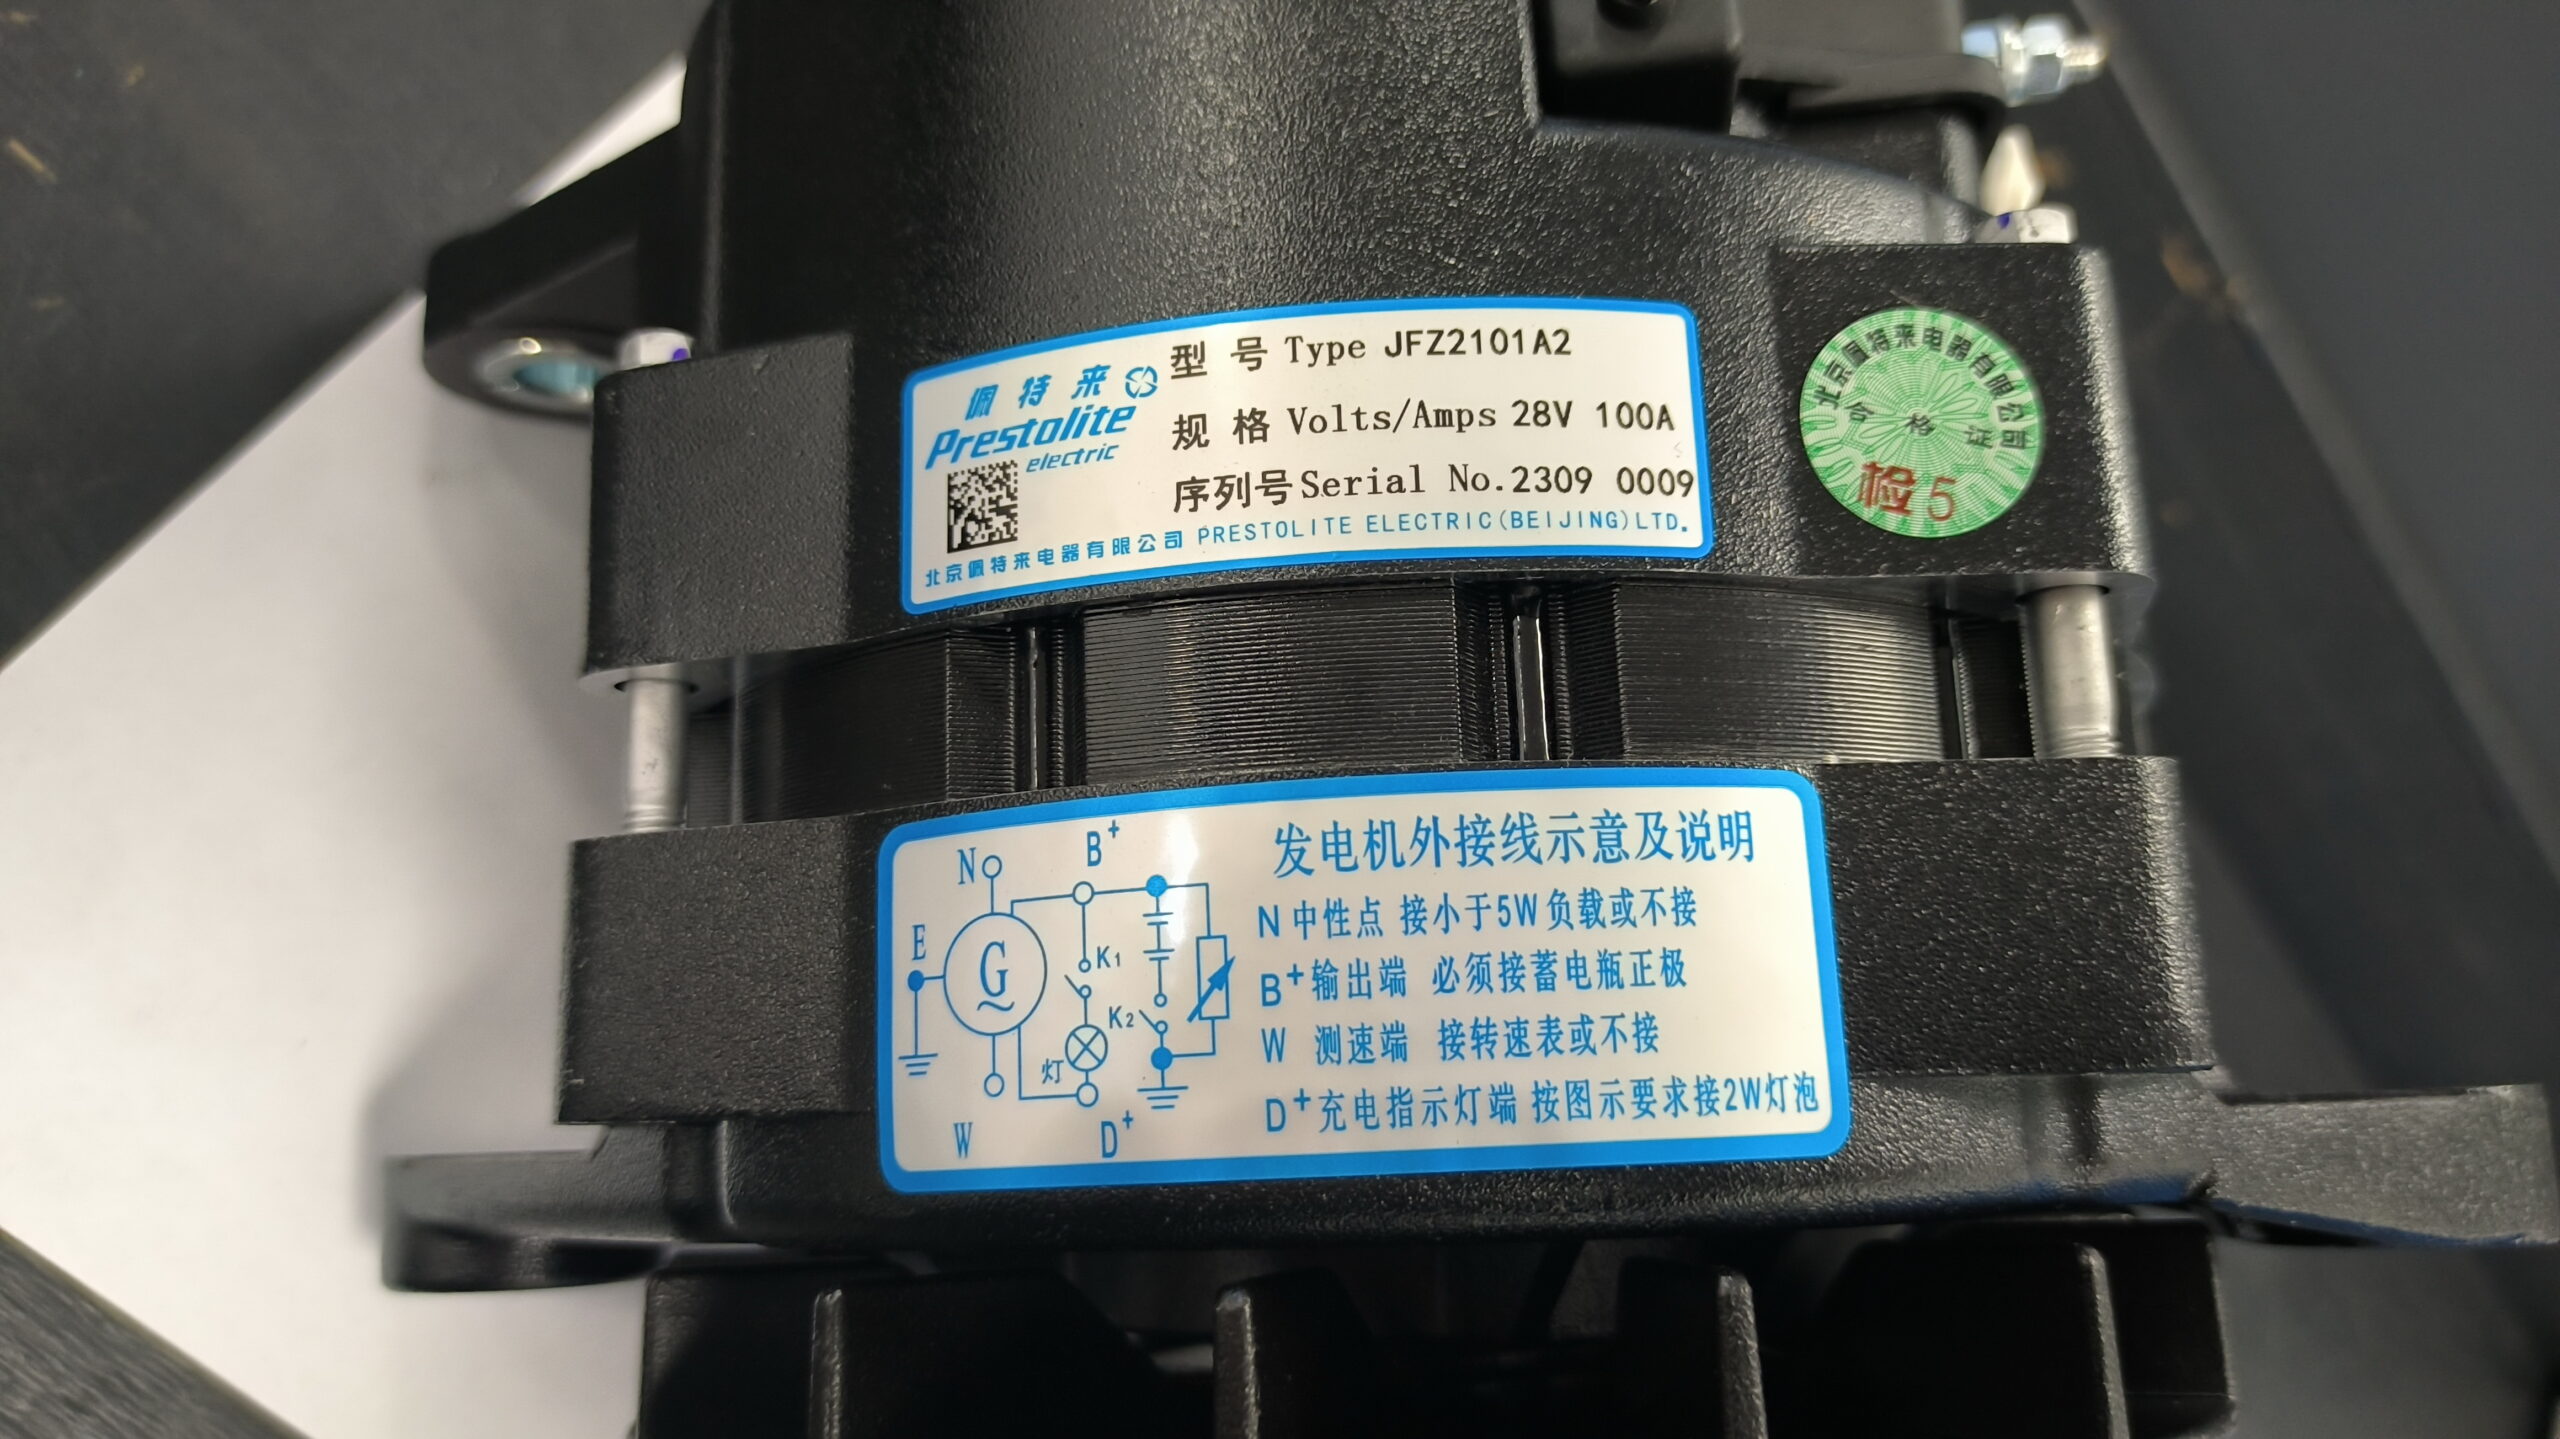 佩特来
Prestolite
electric
型号 Type JFZ2101A2
规格 Volts/Amps 28V 100A
序列号 Serial No. 2309 0009
北京佩特来电器有限公司 PRESTOLITE ELECTRIC(BEIJING)LTD.
北京佩特来电器有限公司
合格证
检5
发电机外接线示意及说明
N 中性点 接小于5W负载或不接
B+ 输出端 必须接蓄电瓶正极
W 测速端 接转速表或不接
D+ 充电指示灯端 按图示要求接2W灯泡
N
B+
E
G
K1
K2
灯
W
D+